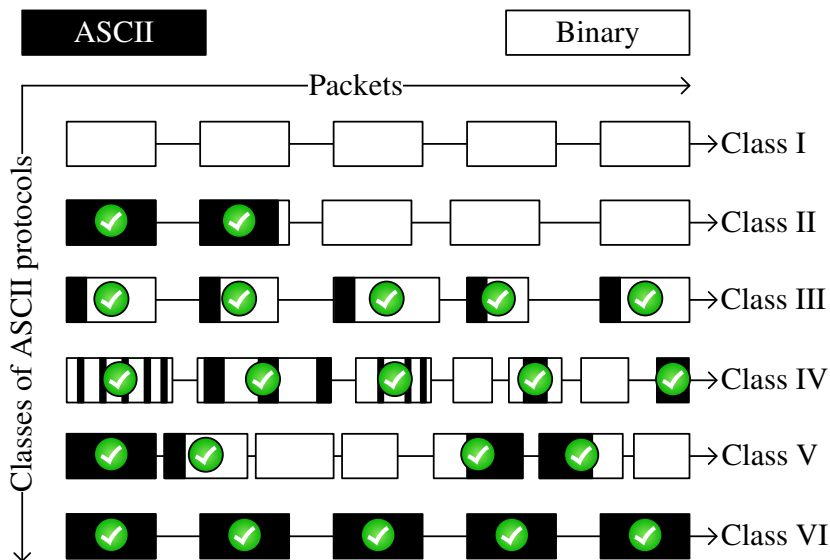 ASCII
Binary
Packets
Classes of ASCII protocols
Class I
Class II
Class III
Class IV
Class V
Class VI